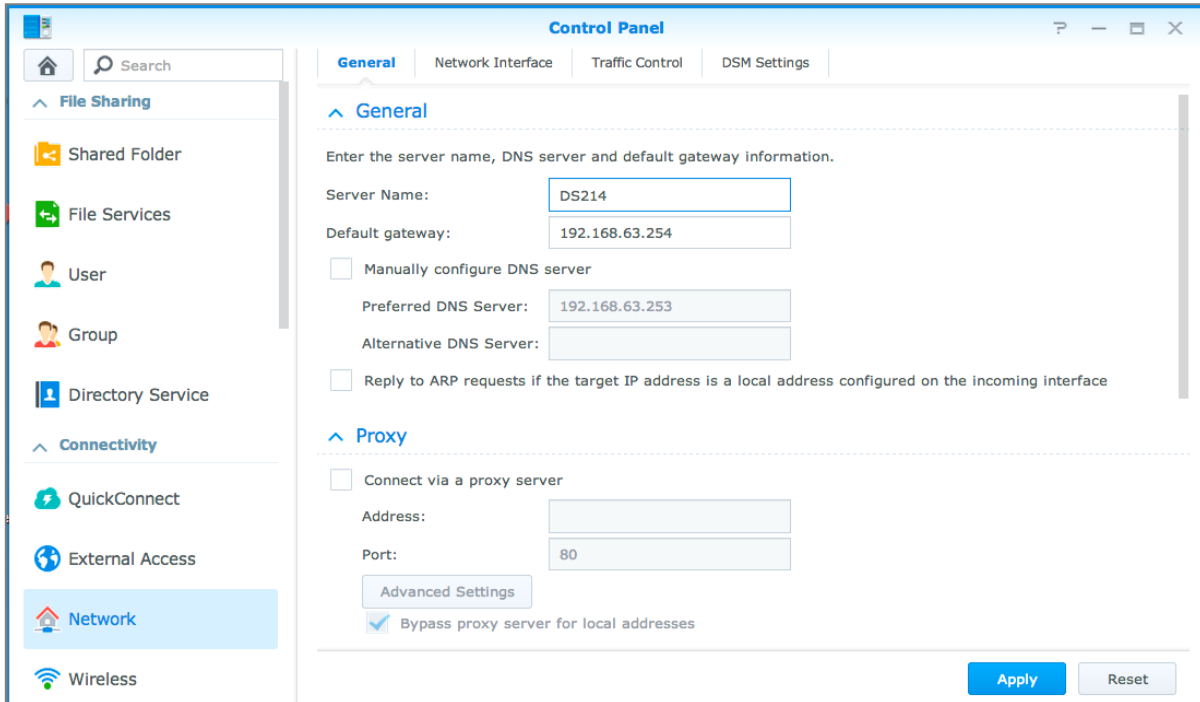 Control Panel
Search
General
Network Interface
Traffic Control
DSM Settings
File Sharing
Shared Folder
File Services
User
Group
Directory Service
Connectivity
QuickConnect
External Access
Network
Wireless
General
Enter the server name, DNS server and default gateway information.
Server Name: DS214
Default gateway: 192.168.63.254
Manually configure DNS server
Preferred DNS Server: 192.168.63.253
Alternative DNS Server:
Reply to ARP requests if the target IP address is a local address configured on the incoming interface
Proxy
Connect via a proxy server
Address:
Port: 80
Advanced Settings
Bypass proxy server for local addresses
Apply
Reset